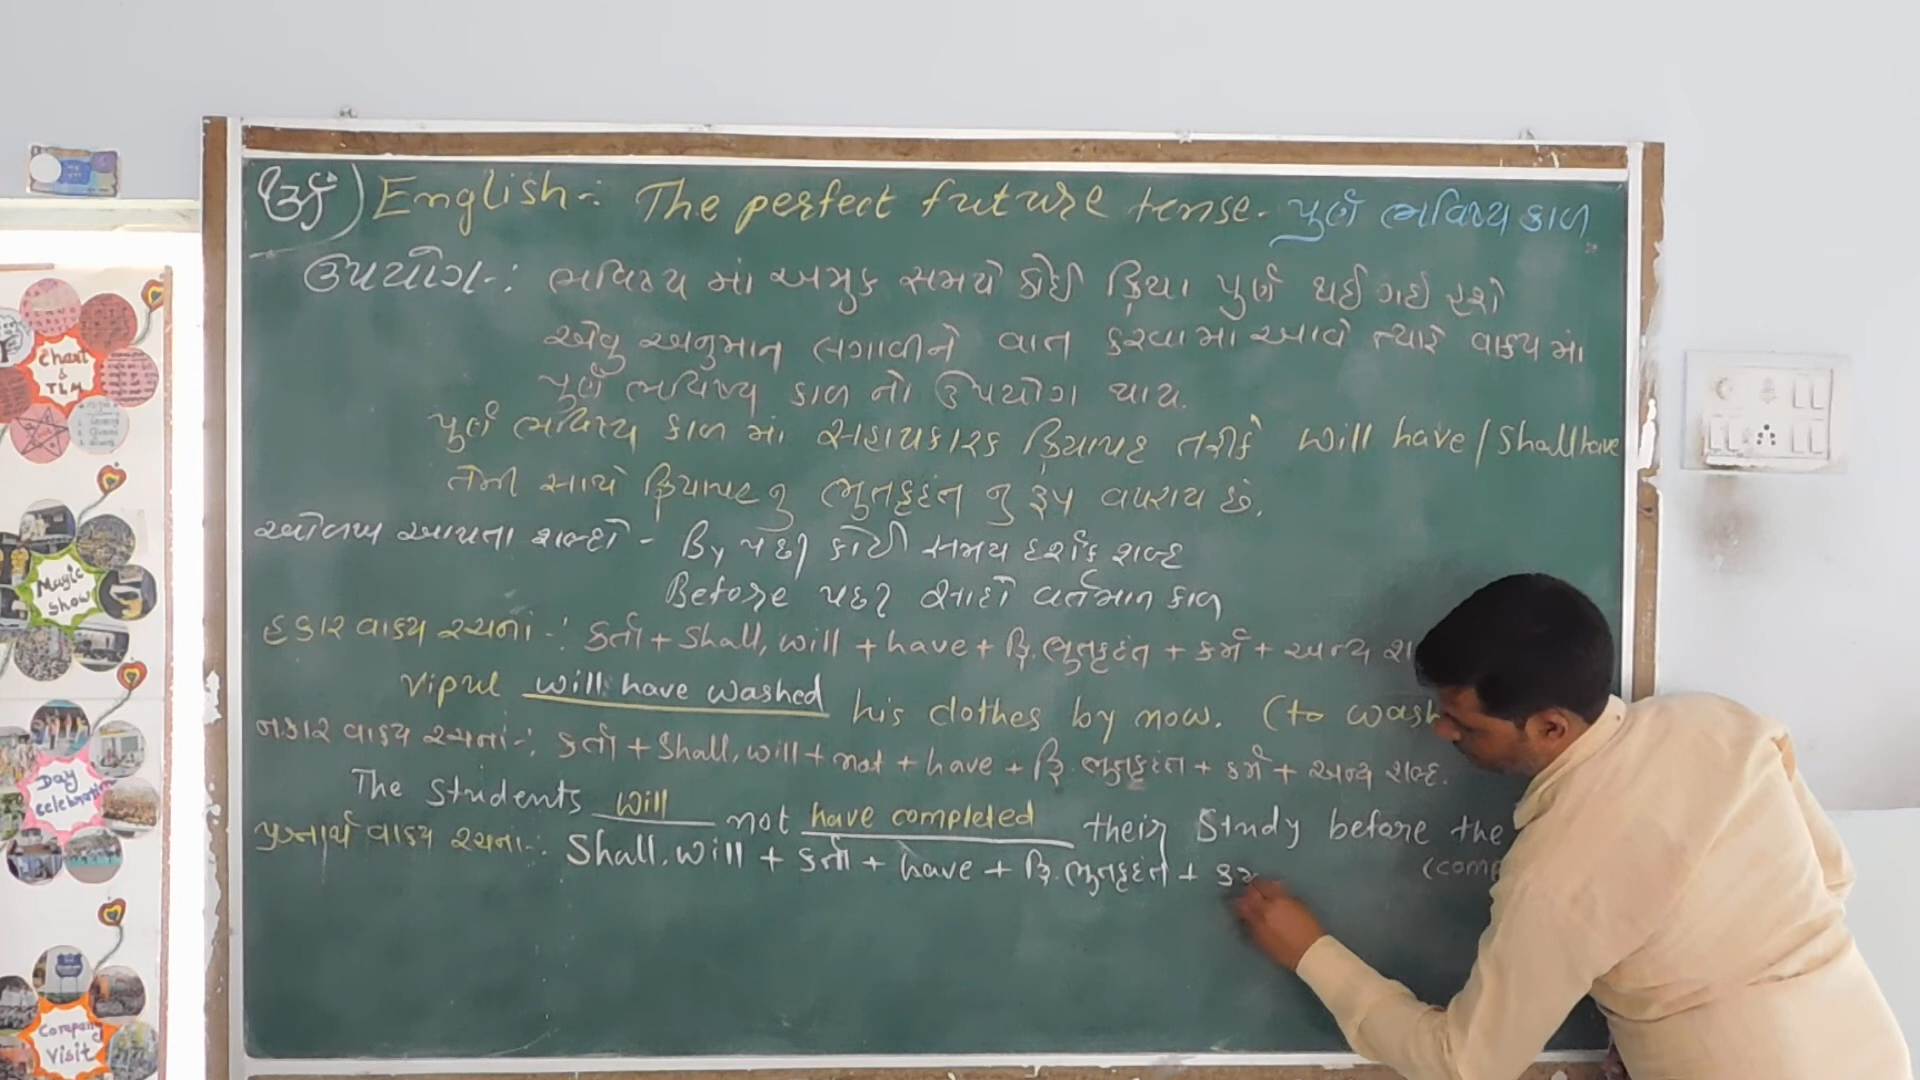 English:- The perfect future tense. પુર્ણ ભવિષ્ય કાળ
ઉપયોગ-: ભવિષ્ય માં અમુક સમયે કોઈ ક્રિયા પુર્ણ થઈ ગઈ હશે
એવુ અનુમાન લગાવીને વાત કરવામાં આવે ત્યારે વાક્ય માં
પુર્ણ ભવિષ્ય કાળ નો ઉપયોગ થાય.
પુર્ણ ભવિષ્ય કાળ માં સહાયકારક ક્રિયાપદ તરીકે will have / Shall have
તેની સાથે ક્રિયાપદ નુ ભુતકૃદંત નુ રૂપ વપરાય છે.
ઓળખ આપતા શબ્દો - By પછી કોઈ સમય દર્શક શબ્દ
Before પછી સાદો વર્તમાન કાળ
હકાર વાક્ય રચના -: કર્તા + Shall, will + have + ક્રિ.ભુતકૃદંત + કર્મ + અન્ય શ
Vipul will have washed his clothes by now. (to wash
નકાર વાક્ય રચના-: કર્તા + Shall, will + not + have + ક્રિ.ભુતકૃદંત + કર્મ + અન્ય શબ્દ.
The Students will not have completed their Study before the
(comp
પ્રશ્નાર્થ વાક્ય રચના-: Shall, will + કર્તા + have + ક્રિ.ભુતકૃદંત + ક
Chart & TLM
Magic Show
Day Celebration
Company Visit